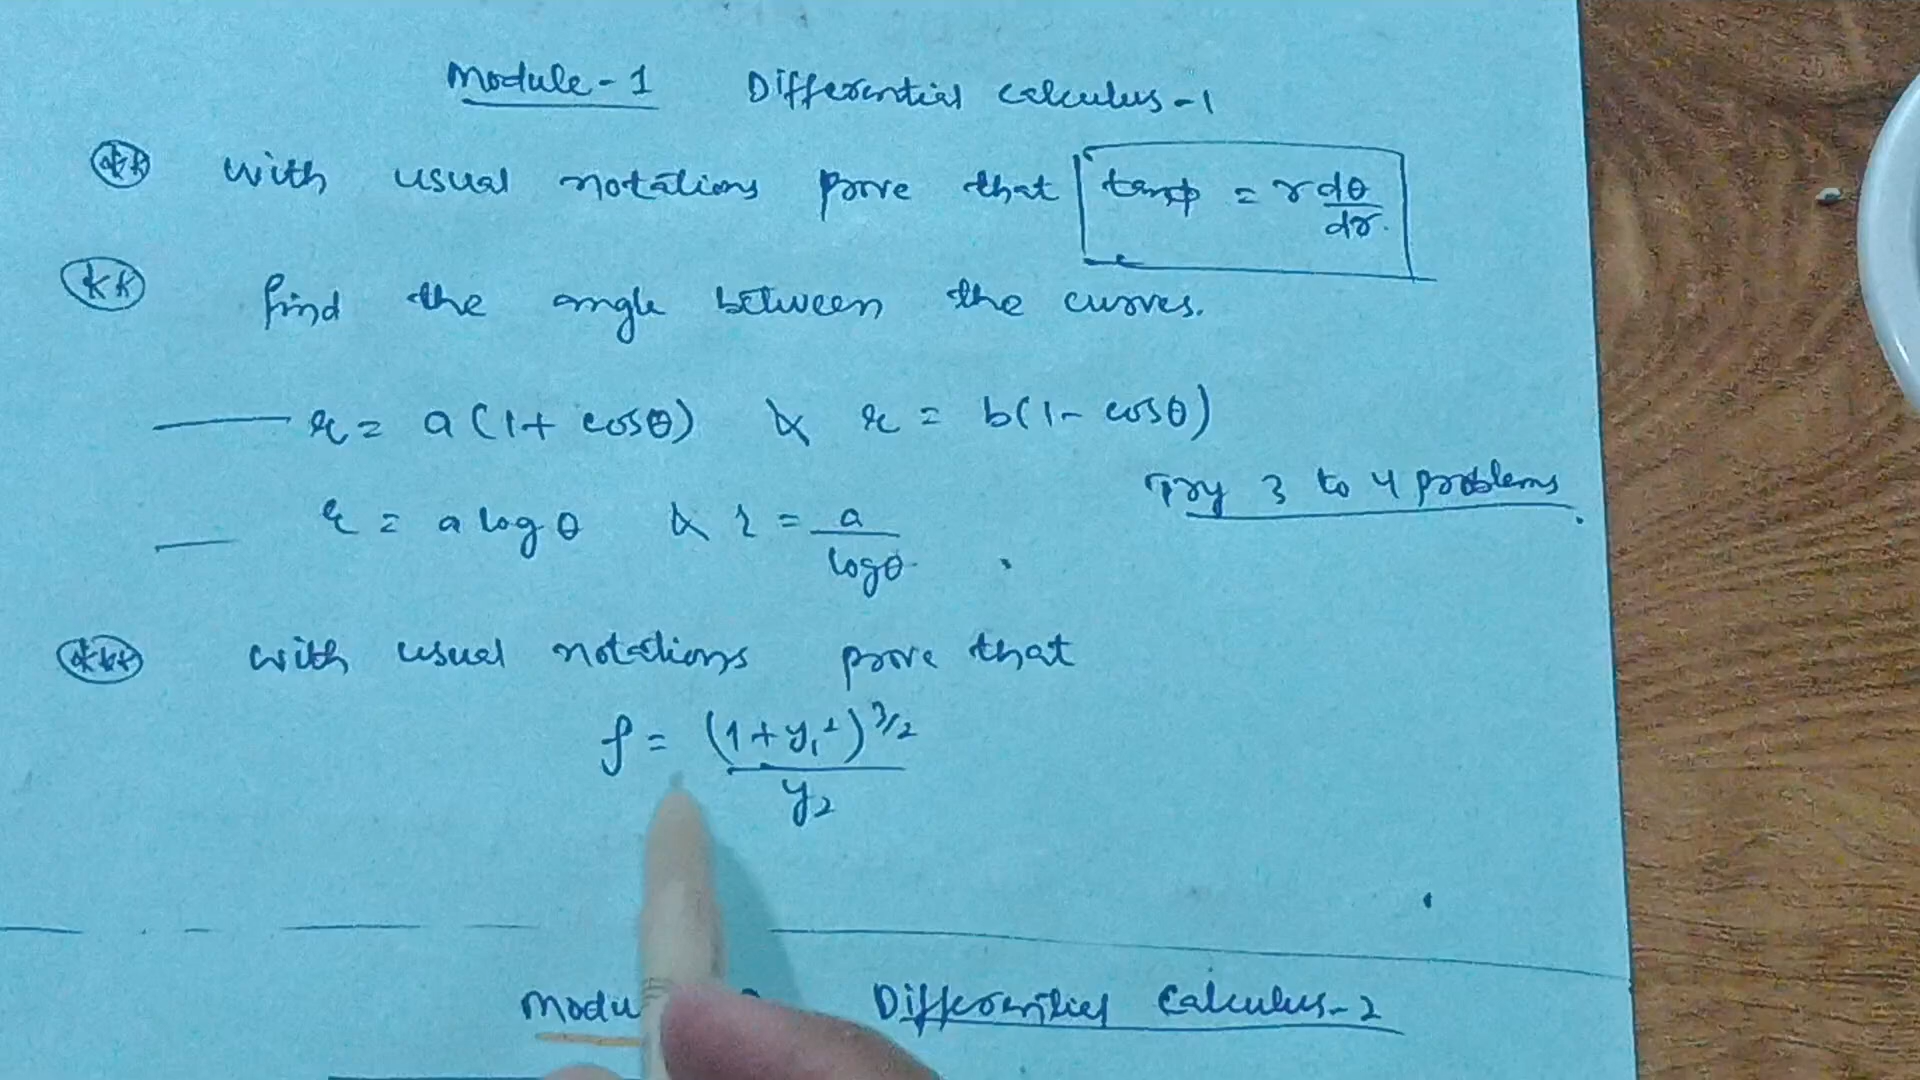 Module-1 Differential calculus-1
** with usual notations prove that tanφ = r dθ/dr.
** find the angle between the curves.
r = a(1+ cosθ) & r = b(1- cosθ)
Try 3 to 4 problems
r = a log θ & r = a/logθ
*** with usual notations prove that
ρ = (1+y₁²)^3/2 / y₂
Modu Differential Calculus-2